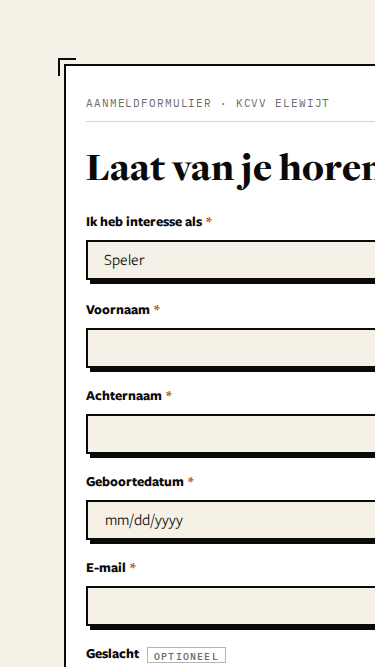 AANMELDFORMULIER · KCVV ELEWIJT
Laat van je horen
Ik heb interesse als *
Speler
Voornaam *
Achternaam *
Geboortedatum *
mm/dd/yyyy
E-mail *
Geslacht OPTIONEEL